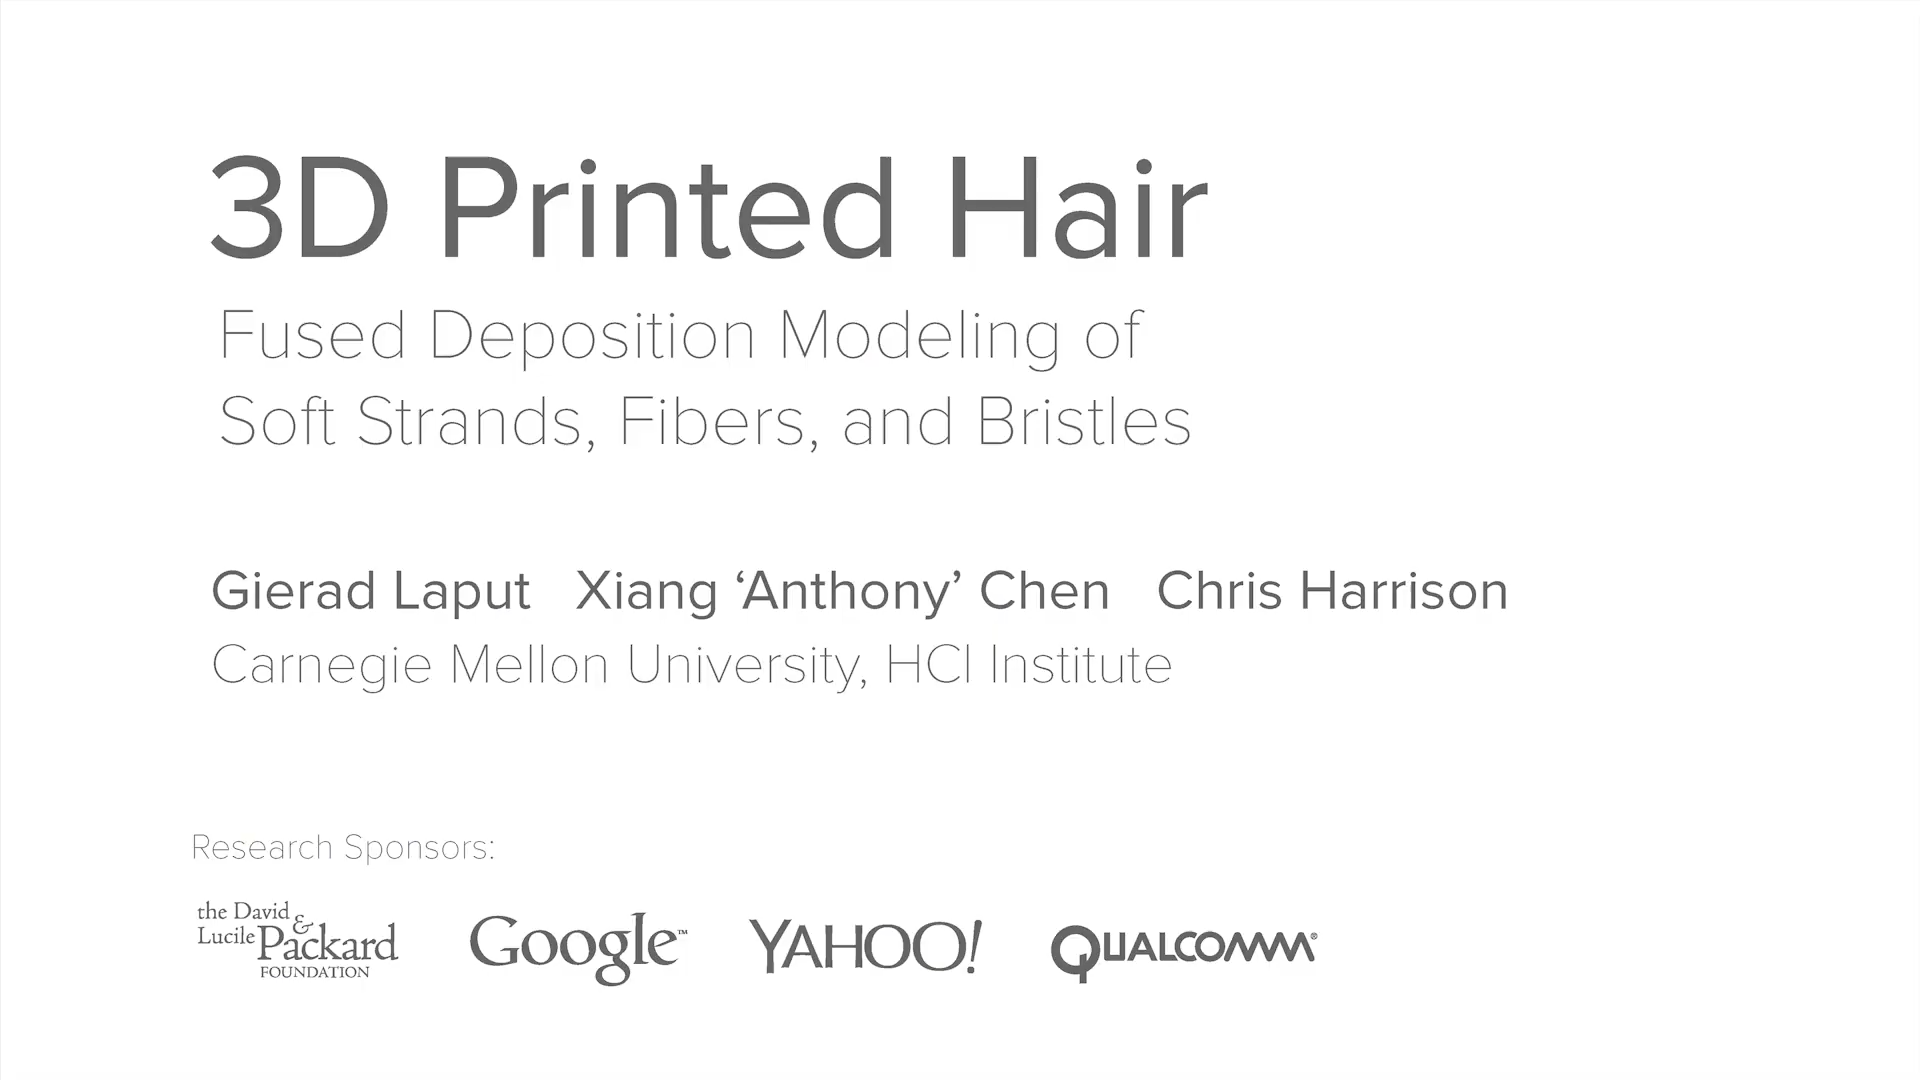 3D Printed Hair
Fused Deposition Modeling of
Soft Strands, Fibers, and Bristles
Gierad Laput Xiang ‘Anthony’ Chen Chris Harrison
Carnegie Mellon University, HCI Institute
Research Sponsors:
the David &
Lucile Packard
FOUNDATION
Google™
YAHOO!
QUALCOMM®